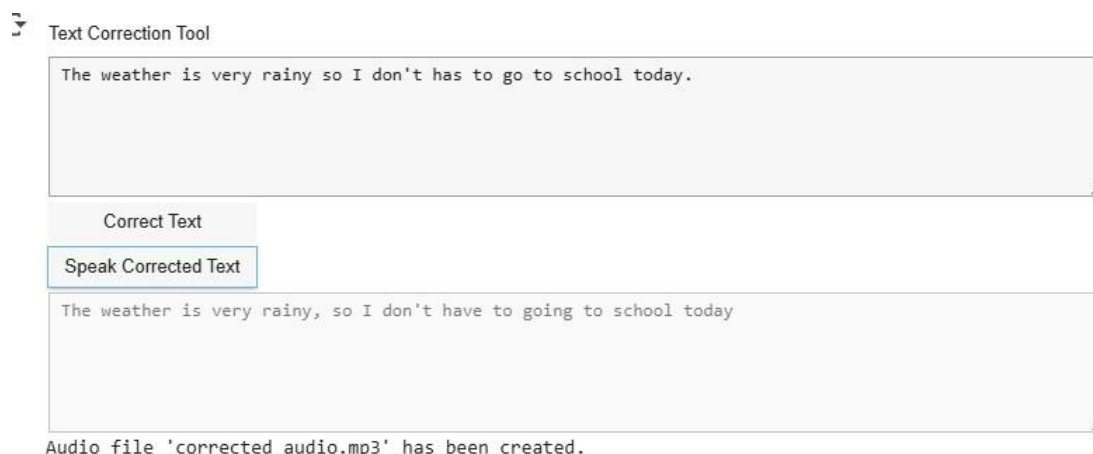 Text Correction Tool
The weather is very rainy so I don't has to go to school today.
Correct Text
Speak Corrected Text
The weather is very rainy, so I don't have to going to school today
Audio file 'corrected_audio.mp3' has been created.